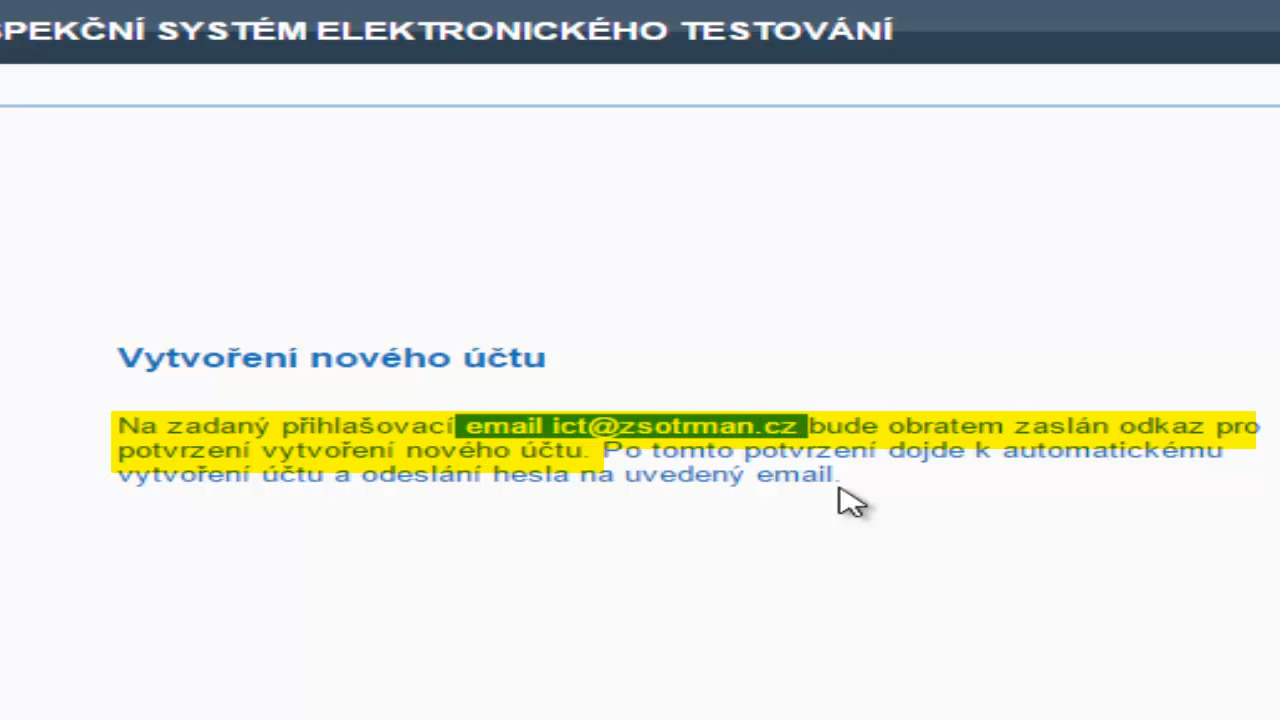 SPEKČNÍ SYSTÉM ELEKTRONICKÉHO TESTOVÁNÍ
Vytvoření nového účtu
Na zadaný přihlašovací email ict@zsotrman.cz bude obratem zaslán odkaz pro
potvrzení vytvoření nového účtu. Po tomto potvrzení dojde k automatickému
vytvoření účtu a odeslání hesla na uvedený email.